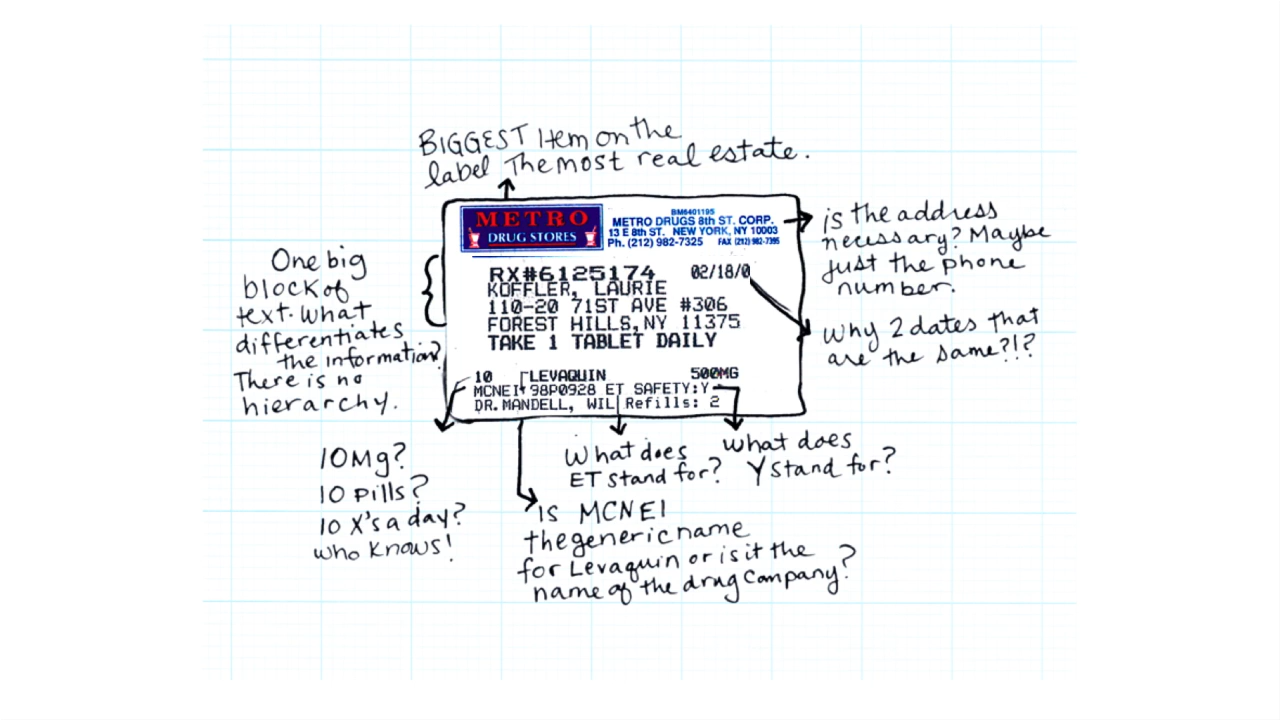 BIGGEST Item on the
label The most real estate.
METRO
DRUG STORES
BM6401195
METRO DRUGS 8th ST. CORP.
13 E 8th ST. NEW YORK, NY 10003
Ph. (212) 982-7325 FAX (212) 982-7395
is the address
necessary? Maybe
just the phone
number.
One big
block of
text. What
differentiates
the information?
There is no
hierarchy.
RX#6125174 02/18/0
KOFFLER, LAURIE
110-20 71ST AVE #306
FOREST HILLS, NY 11375
TAKE 1 TABLET DAILY
why 2 dates that
are the same?!?
10 LEVAQUIN 500MG
MCNEI 98P0928 ET SAFETY:Y
DR. MANDELL, WIL Refills: 2
10Mg?
10 pills?
10 X's a day?
who knows!
What does
ET stand for?
what does
Y stand for?
is MCNEI
the generic name
for Levaquin or is it the
name of the drug company?